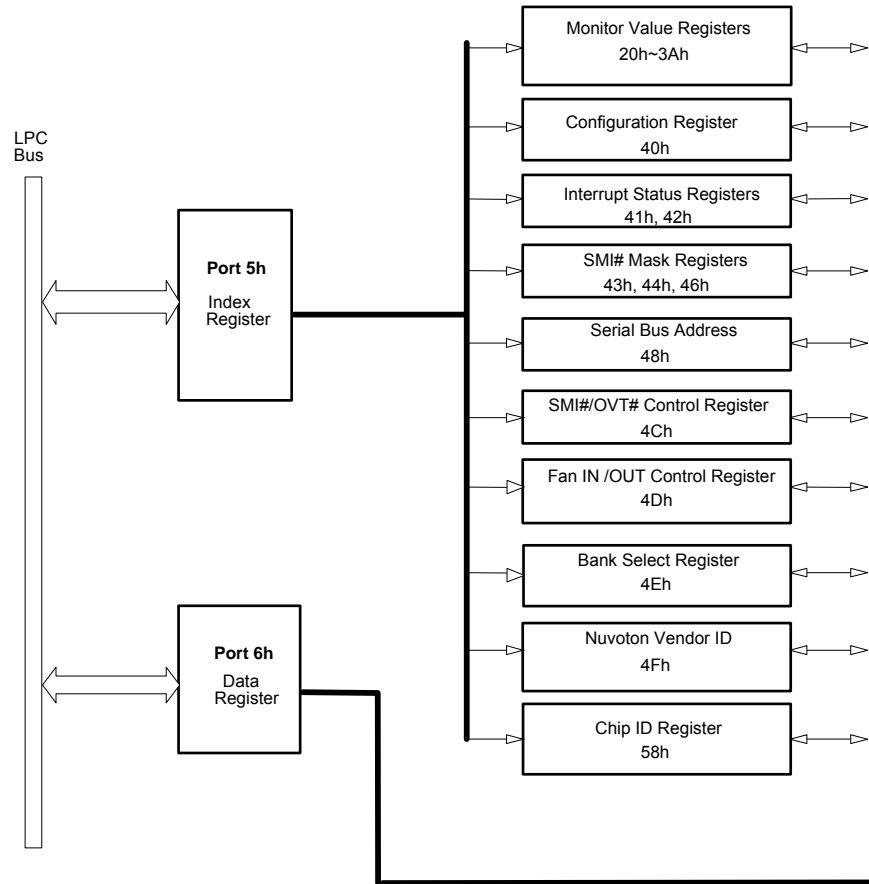 LPC
Bus
Port 5h
Index
Register
Port 6h
Data
Register
Monitor Value Registers
20h~3Ah
Configuration Register
40h
Interrupt Status Registers
41h, 42h
SMI# Mask Registers
43h, 44h, 46h
Serial Bus Address
48h
SMI#/OVT# Control Register
4Ch
Fan IN /OUT Control Register
4Dh
Bank Select Register
4Eh
Nuvoton Vendor ID
4Fh
Chip ID Register
58h